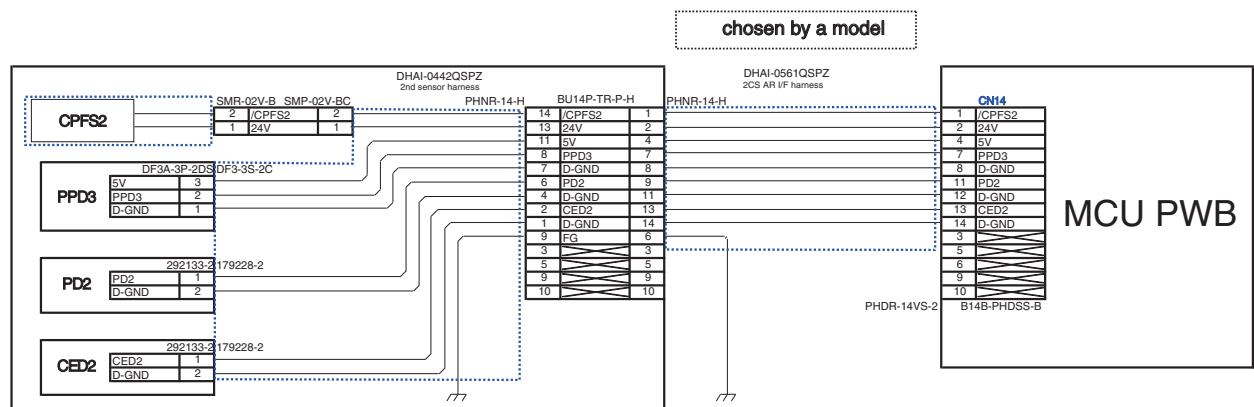 chosen by a model
DHAI-0442QSPZ
2nd sensor harness
DHAI-0561QSPZ
2CS AR I/F harness
CPFS2
SMR-02V-B SMP-02V-BC
2 /CPFS2 2
1 24V 1
PHNR-14-H
BU14P-TR-P-H
PHNR-14-H
14 /CPFS2 1
13 24V 2
11 5V 4
8 PPD3 7
7 D-GND 8
6 PD2 9
4 D-GND 11
2 CED2 13
1 D-GND 14
9 FG 6
3 3
5 5
9
10 10
CN14
1 /CPFS2
2 24V
4 5V
7 PPD3
8 D-GND
11 PD2
12 D-GND
13 CED2
14 D-GND
3
5
6
9
10
PHDR-14VS-2
B14B-PHDSS-B
MCU PWB
PPD3
DF3A-3P-2DS DF3-3S-2C
5V 3
PPD3 2
D-GND 1
PD2
292133-2 179228-2
PD2 1
D-GND 2
CED2
292133-2 179228-2
CED2 1
D-GND 2